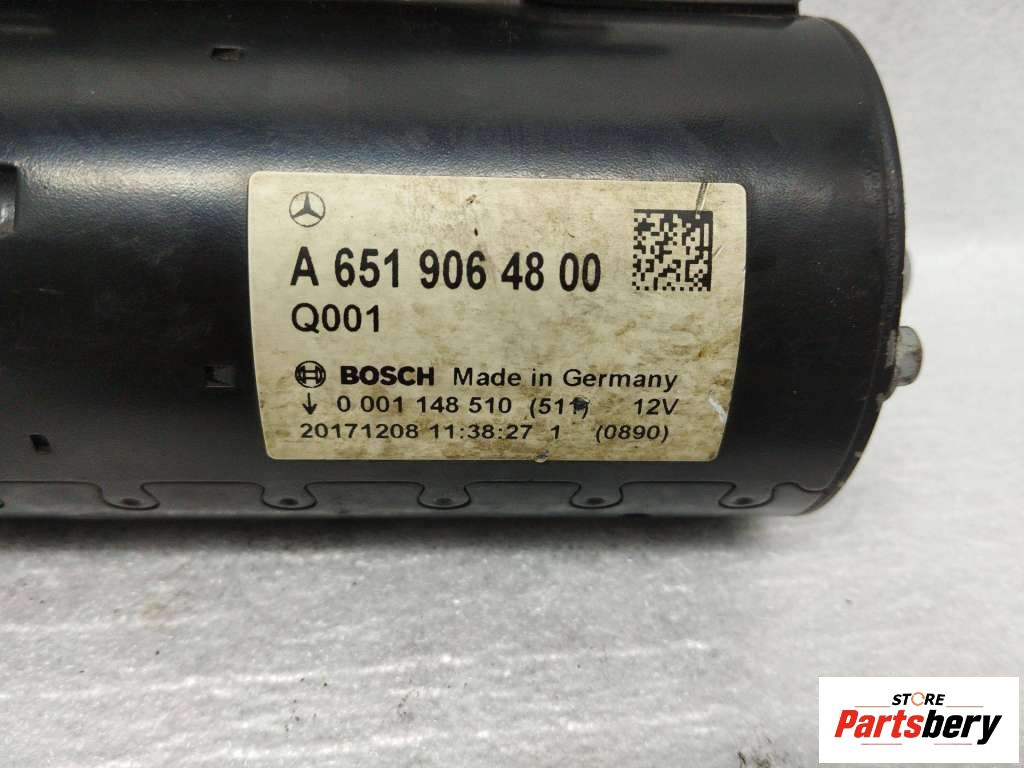 A 651 906 48 00
Q001
BOSCH Made in Germany
↓ 0 001 148 510 (511) 12V
20171208 11:38:27 1 (0890)
STORE
Partsbery